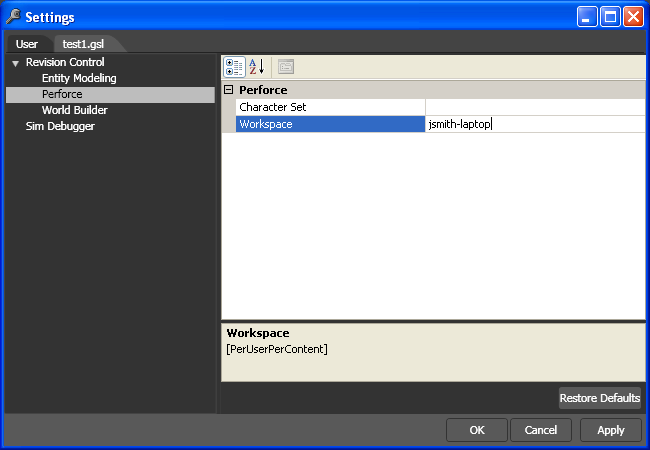 Settings
User
test1.gsl
Revision Control
Entity Modeling
Perforce
World Builder
Sim Debugger
Perforce
Character Set
Workspace jsmith-laptop
Workspace
[PerUserPerContent]
Restore Defaults
OK
Cancel
Apply